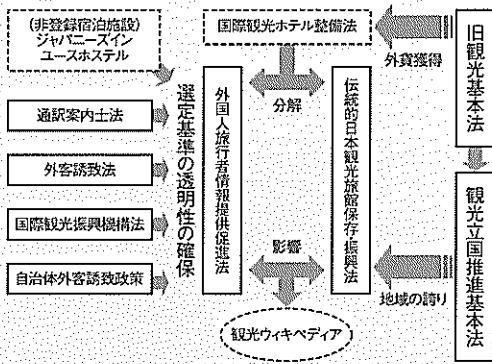 (非登録宿泊施設)
ジャパニーズイン
ユースホステル
通訳案内士法
外客誘致法
国際観光振興機構法
自治体外客誘致政策
選定基準の透明性の確保
外国人旅行者情報提供促進法
国際観光ホテル整備法
分解
影響
観光ウィキペディア
伝統的日本観光旅館保存・振興法
外貨獲得
地域の誇り
旧観光基本法
観光立国推進基本法